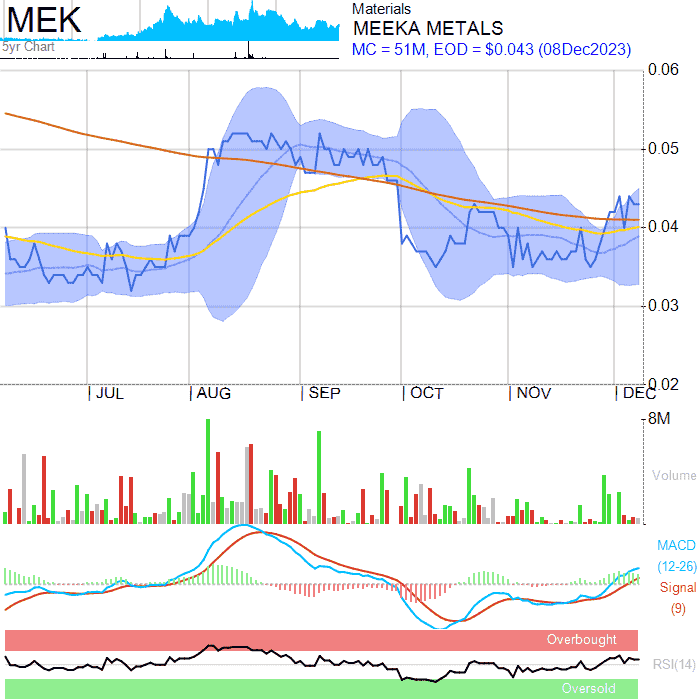 MEK
5yr Chart
Materials
MEEKA METALS
MC = 51M, EOD = $0.043 (08Dec2023)
0.06
0.05
0.04
0.03
0.02
JUL AUG SEP OCT NOV DEC
8M
Volume
MACD
(12-26)
Signal
(9)
Overbought
RSI(14)
Oversold